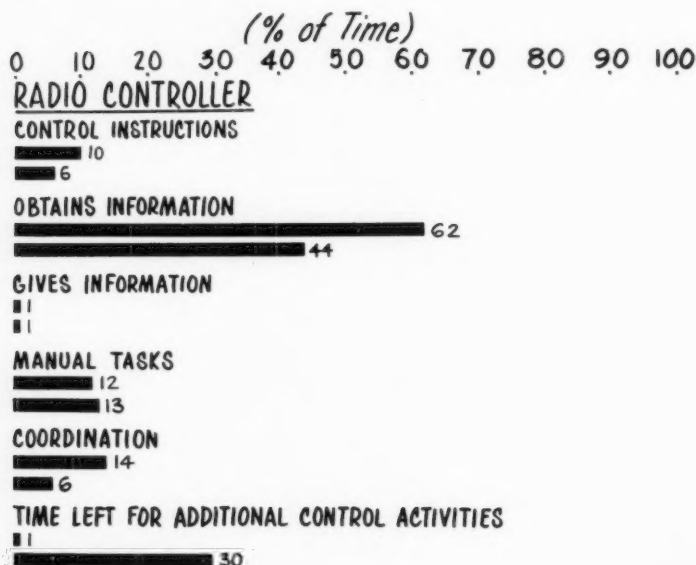 (% of Time)
0 10 20 30 40 50 60 70 80 90 100
RADIO CONTROLLER
CONTROL INSTRUCTIONS
10
6
OBTAINS INFORMATION
62
44
GIVES INFORMATION
1
1
MANUAL TASKS
12
13
COORDINATION
14
6
TIME LEFT FOR ADDITIONAL CONTROL ACTIVITIES
1
30